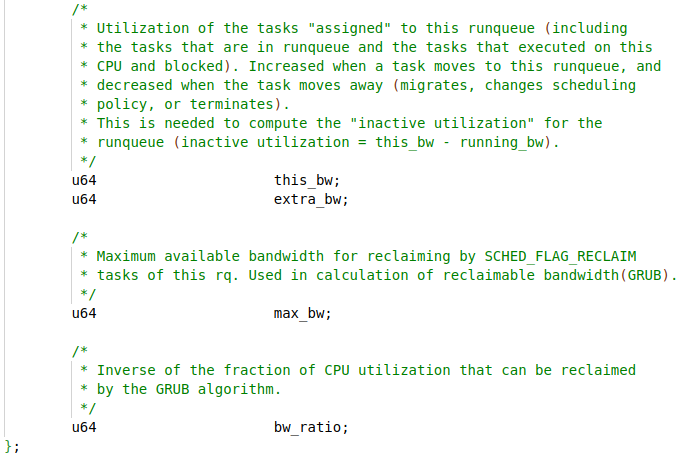 /*
 * Utilization of the tasks "assigned" to this runqueue (including
 * the tasks that are in runqueue and the tasks that executed on this
 * CPU and blocked). Increased when a task moves to this runqueue, and
 * decreased when the task moves away (migrates, changes scheduling
 * policy, or terminates).
 * This is needed to compute the "inactive utilization" for the
 * runqueue (inactive utilization = this_bw - running_bw).
 */
u64 this_bw;
u64 extra_bw;
/*
 * Maximum available bandwidth for reclaiming by SCHED_FLAG_RECLAIM
 * tasks of this rq. Used in calculation of reclaimable bandwidth(GRUB).
 */
u64 max_bw;
/*
 * Inverse of the fraction of CPU utilization that can be reclaimed
 * by the GRUB algorithm.
 */
u64 bw_ratio;
};